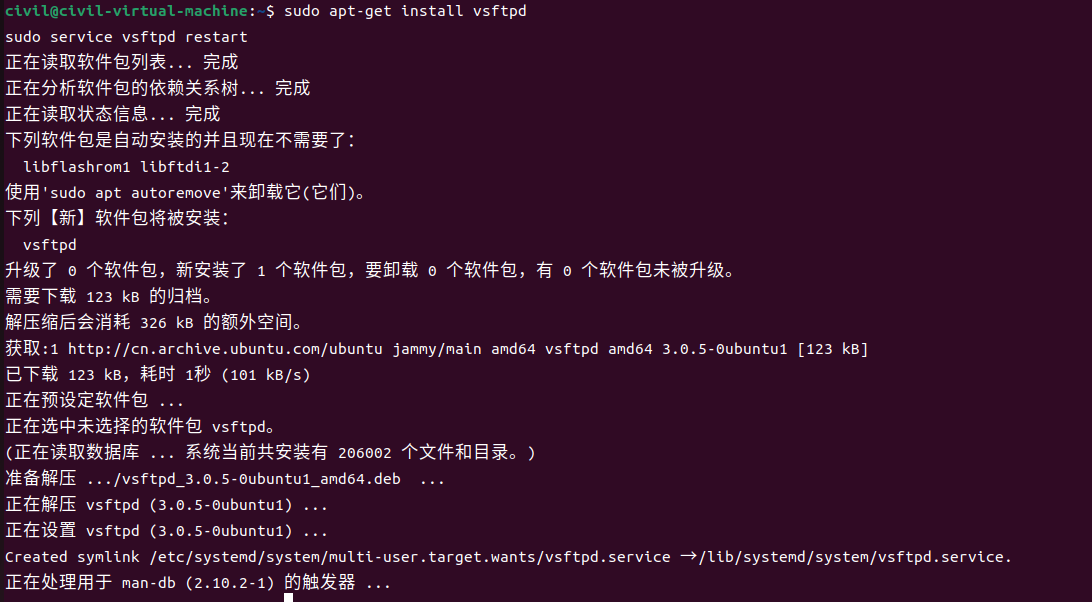 civil@civil-virtual-machine:~$ sudo apt-get install vsftpd
sudo service vsftpd restart
正在读取软件包列表... 完成
正在分析软件包的依赖关系树... 完成
正在读取状态信息... 完成
下列软件包是自动安装的并且现在不需要了：
  libflashrom1 libftdi1-2
使用'sudo apt autoremove'来卸载它(它们)。
下列【新】软件包将被安装：
  vsftpd
升级了 0 个软件包，新安装了 1 个软件包，要卸载 0 个软件包，有 0 个软件包未被升级。
需要下载 123 kB 的归档。
解压缩后会消耗 326 kB 的额外空间。
获取:1 http://cn.archive.ubuntu.com/ubuntu jammy/main amd64 vsftpd amd64 3.0.5-0ubuntu1 [123 kB]
已下载 123 kB，耗时 1秒 (101 kB/s)
正在预设定软件包 ...
正在选中未选择的软件包 vsftpd。
(正在读取数据库 ... 系统当前共安装有 206002 个文件和目录。)
准备解压 .../vsftpd_3.0.5-0ubuntu1_amd64.deb  ...
正在解压 vsftpd (3.0.5-0ubuntu1) ...
正在设置 vsftpd (3.0.5-0ubuntu1) ...
Created symlink /etc/systemd/system/multi-user.target.wants/vsftpd.service →/lib/systemd/system/vsftpd.service.
正在处理用于 man-db (2.10.2-1) 的触发器 ...